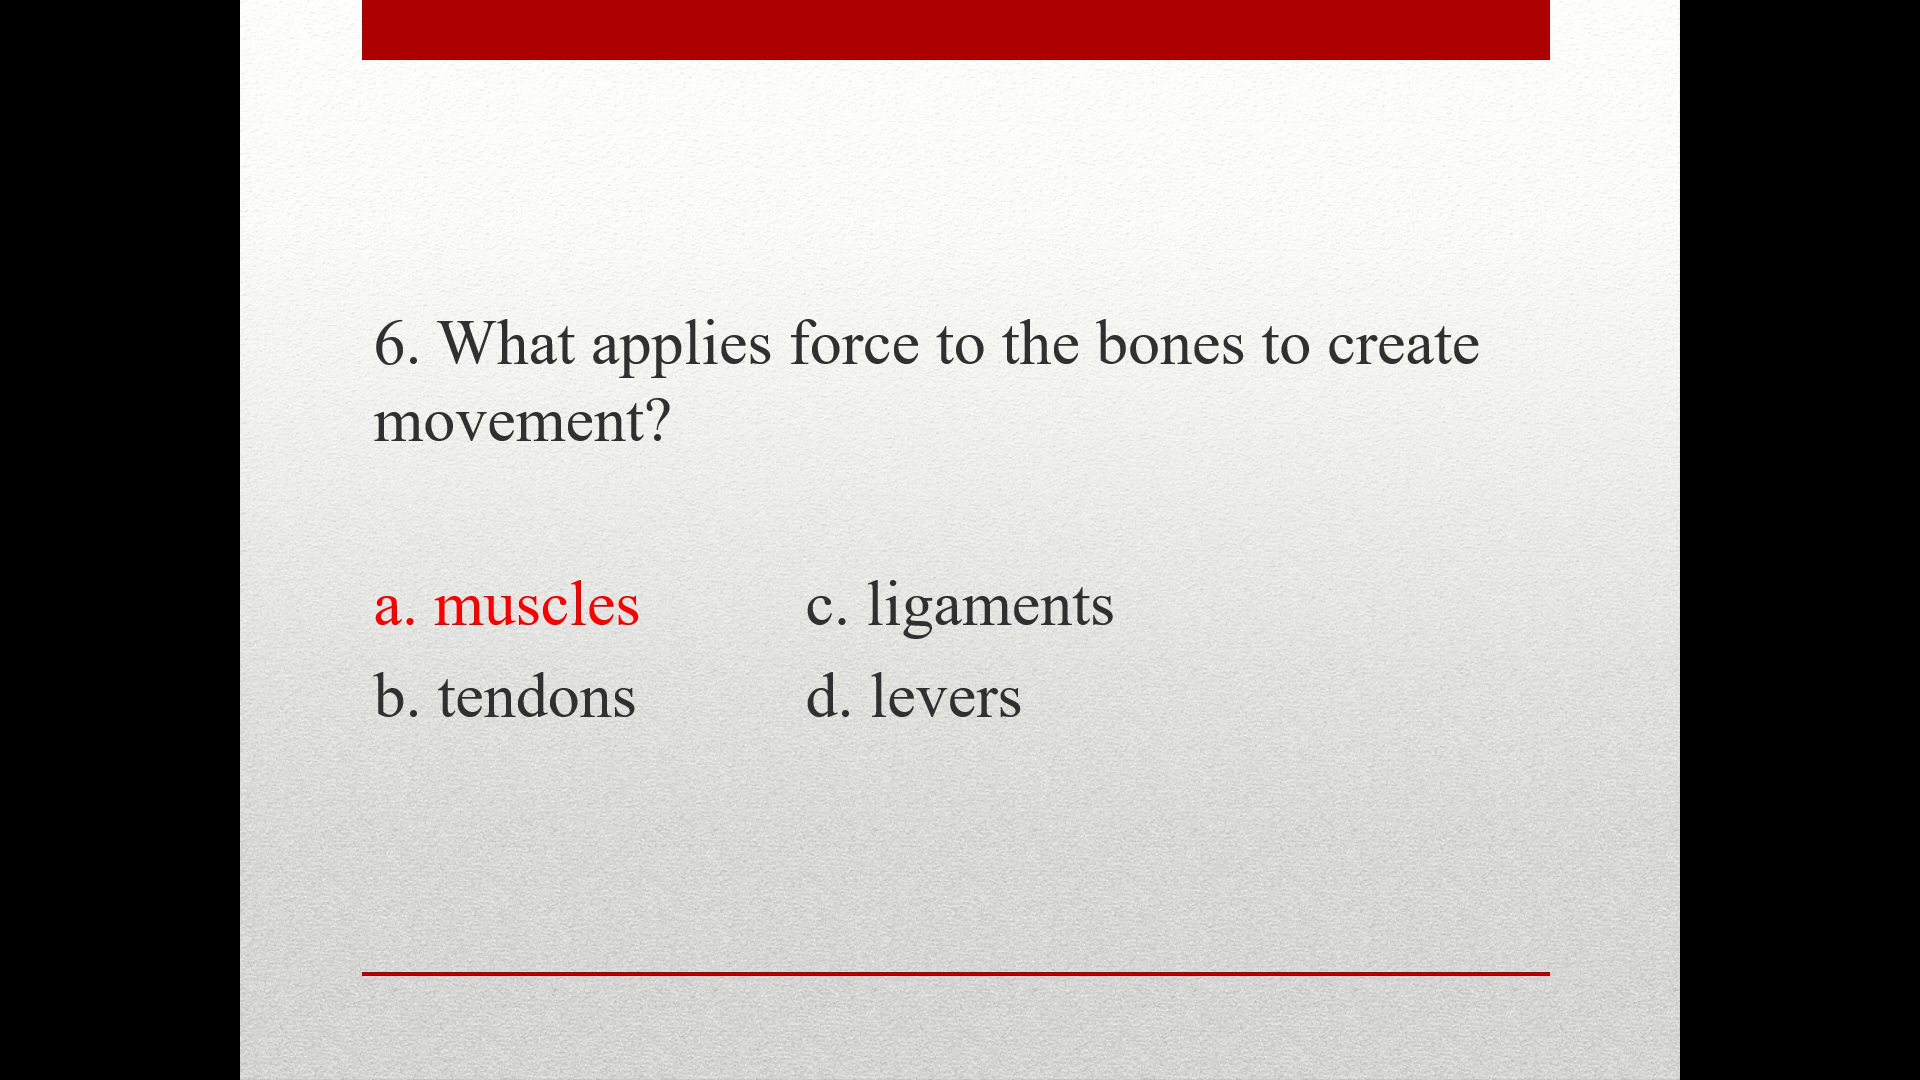 6. What applies force to the bones to create
movement?
a. muscles c. ligaments
b. tendons d. levers